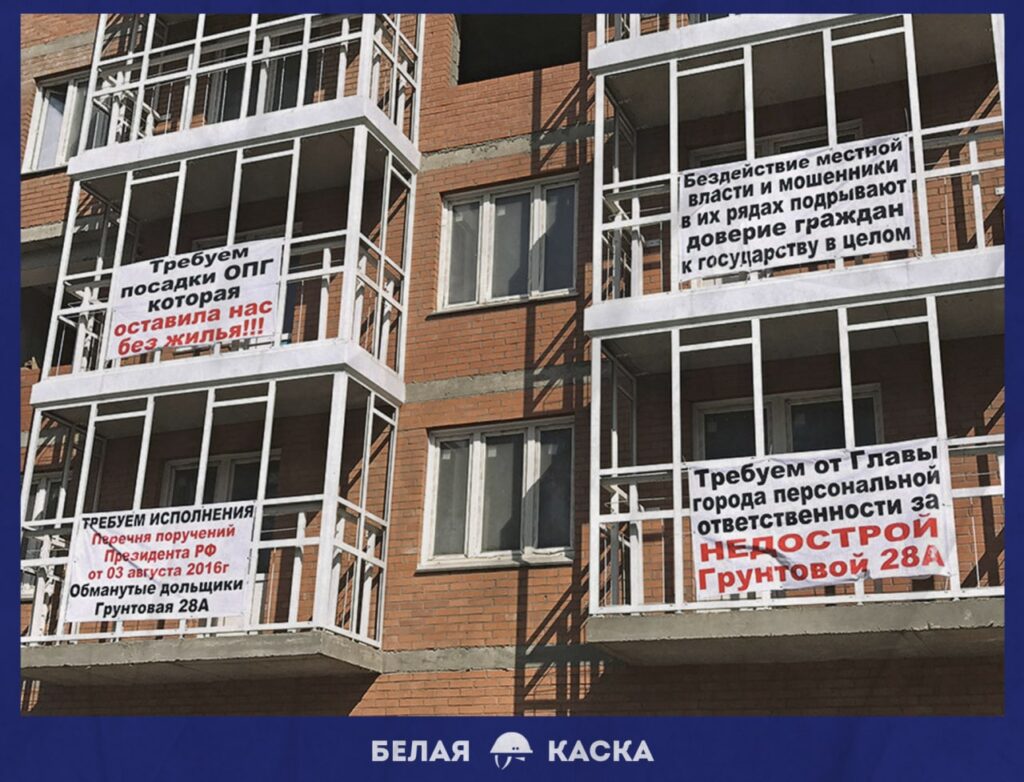 Требуем
посадки ОПГ
которая
оставила нас
без жилья!!!
ТРЕБУЕМ ИСПОЛНЕНИЯ
Перечня поручений
Президента РФ
от 03 августа 2016г
Обманутые дольщики
Грунтовая 28А
Бездействие местной
власти и мошенники
в их рядах подрывают
доверие граждан
к государству в целом
Требуем от Главы
города персональной
ответственности за
НЕДОСТРОЙ
Грунтовой 28А
БЕЛАЯ КАСКА